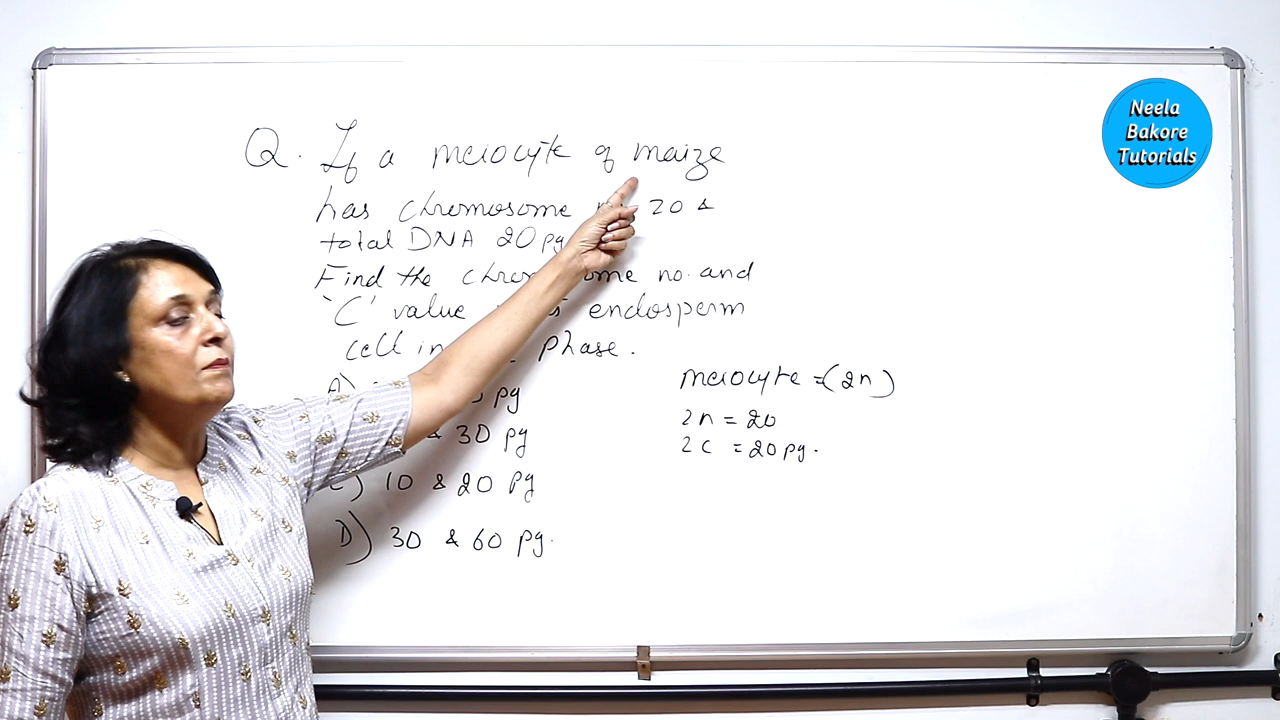 Neela
Bakore
Tutorials
Q. If a meiocyte of maize
has chromosome 20 &
total DNA 20 pg
Find the chromosome no. and
'C' value endosperm
cell in phase.
A) pg
& 30 pg
C) 10 & 20 pg
D) 30 & 60 pg.
meiocyte = (2n)
2n = 20
2C = 20 pg.